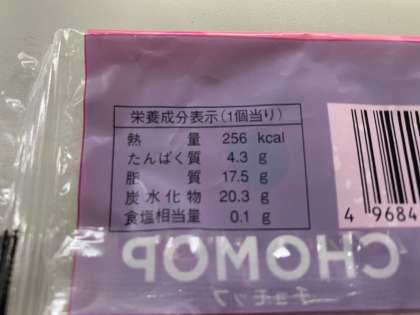 栄養成分表示(1個当り)
熱量 256 kcal
たんぱく質 4.3 g
脂質 17.5 g
炭水化物 20.3 g
食塩相当量 0.1 g
4 9684
CHOMOP
チョモップ